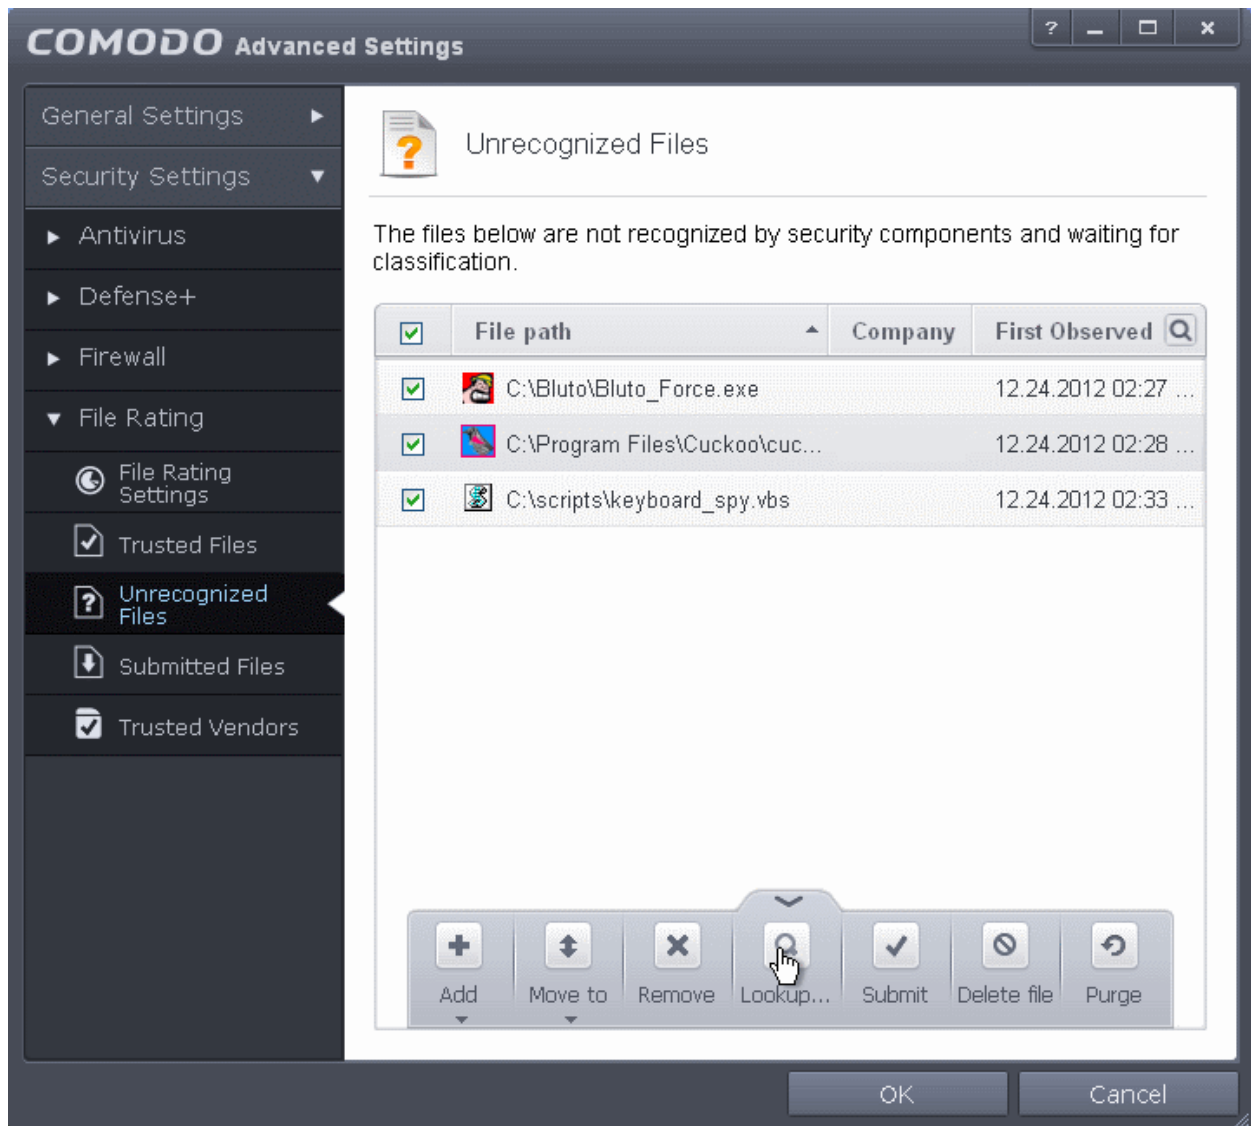 COMODO Advanced Settings
?
General Settings
Security Settings
Antivirus
Defense+
Firewall
File Rating
File Rating
Settings
Trusted Files
Unrecognized
Files
Submitted Files
Trusted Vendors
Unrecognized Files
The files below are not recognized by security components and waiting for
classification.
File path Company First Observed
C:\Bluto\Bluto_Force.exe 12.24.2012 02:27 ...
C:\Program Files\Cuckoo\cuc... 12.24.2012 02:28 ...
C:\scripts\keyboard_spy.vbs 12.24.2012 02:33 ...
Add Move to Remove Lookup... Submit Delete file Purge
OK Cancel